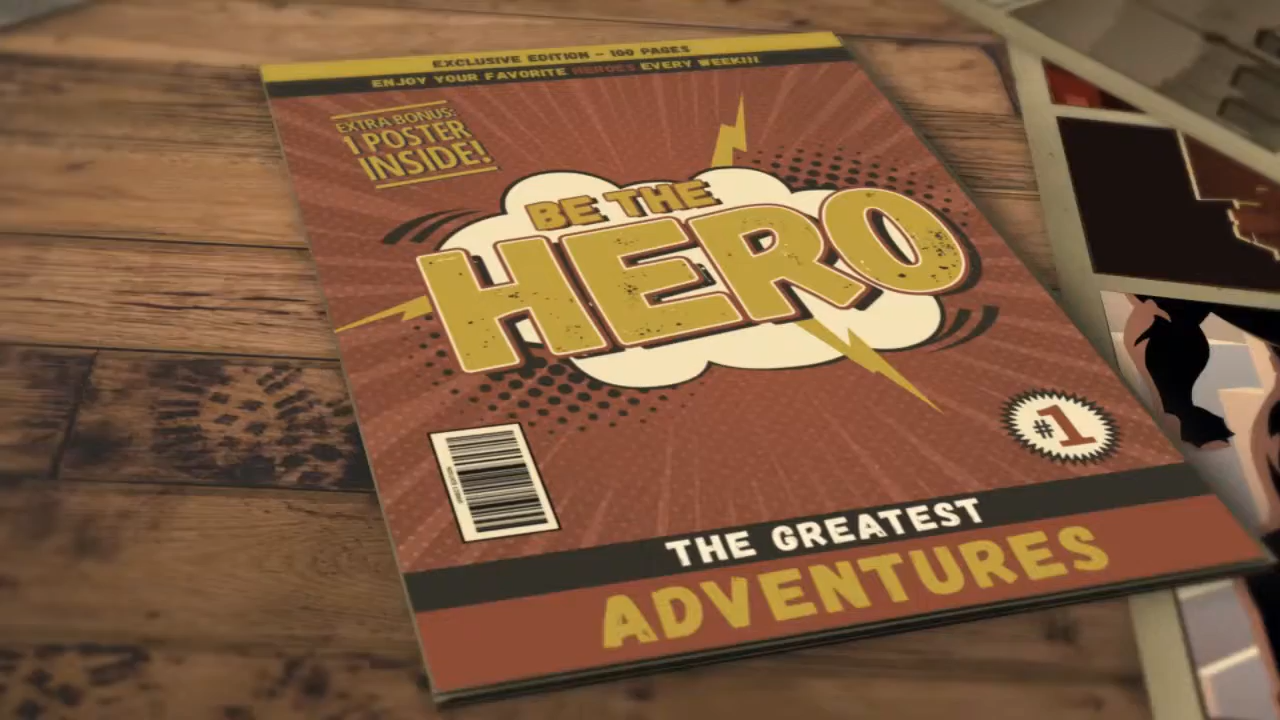 EXCLUSIVE EDITION - 100 PAGES
ENJOY YOUR FAVORITE HEROES EVERY WEEK!!!
EXTRA BONUS:
1 POSTER
INSIDE!
BE THE
HERO
#1
THE GREATEST
ADVENTURES